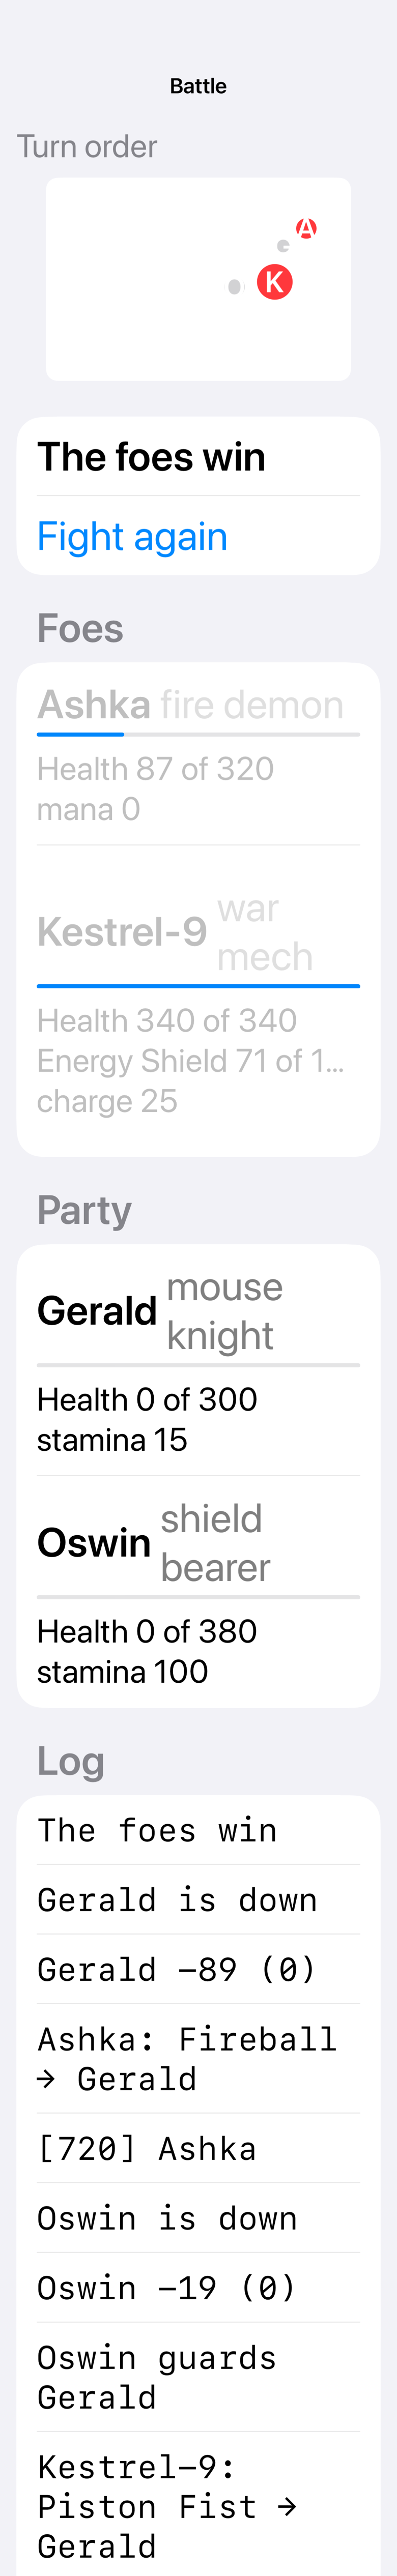 Battle
Turn order
A
K
The foes win
Fight again
Foes
Ashka fire demon
Health 87 of 320
mana 0
Kestrel-9 war
mech
Health 340 of 340
Energy Shield 71 of 1...
charge 25
Party
Gerald mouse
knight
Health 0 of 300
stamina 15
Oswin shield
bearer
Health 0 of 380
stamina 100
Log
The foes win
Gerald is down
Gerald −89 (0)
Ashka: Fireball
→ Gerald
[720] Ashka
Oswin is down
Oswin −19 (0)
Oswin guards
Gerald
Kestrel-9:
Piston Fist →
Gerald